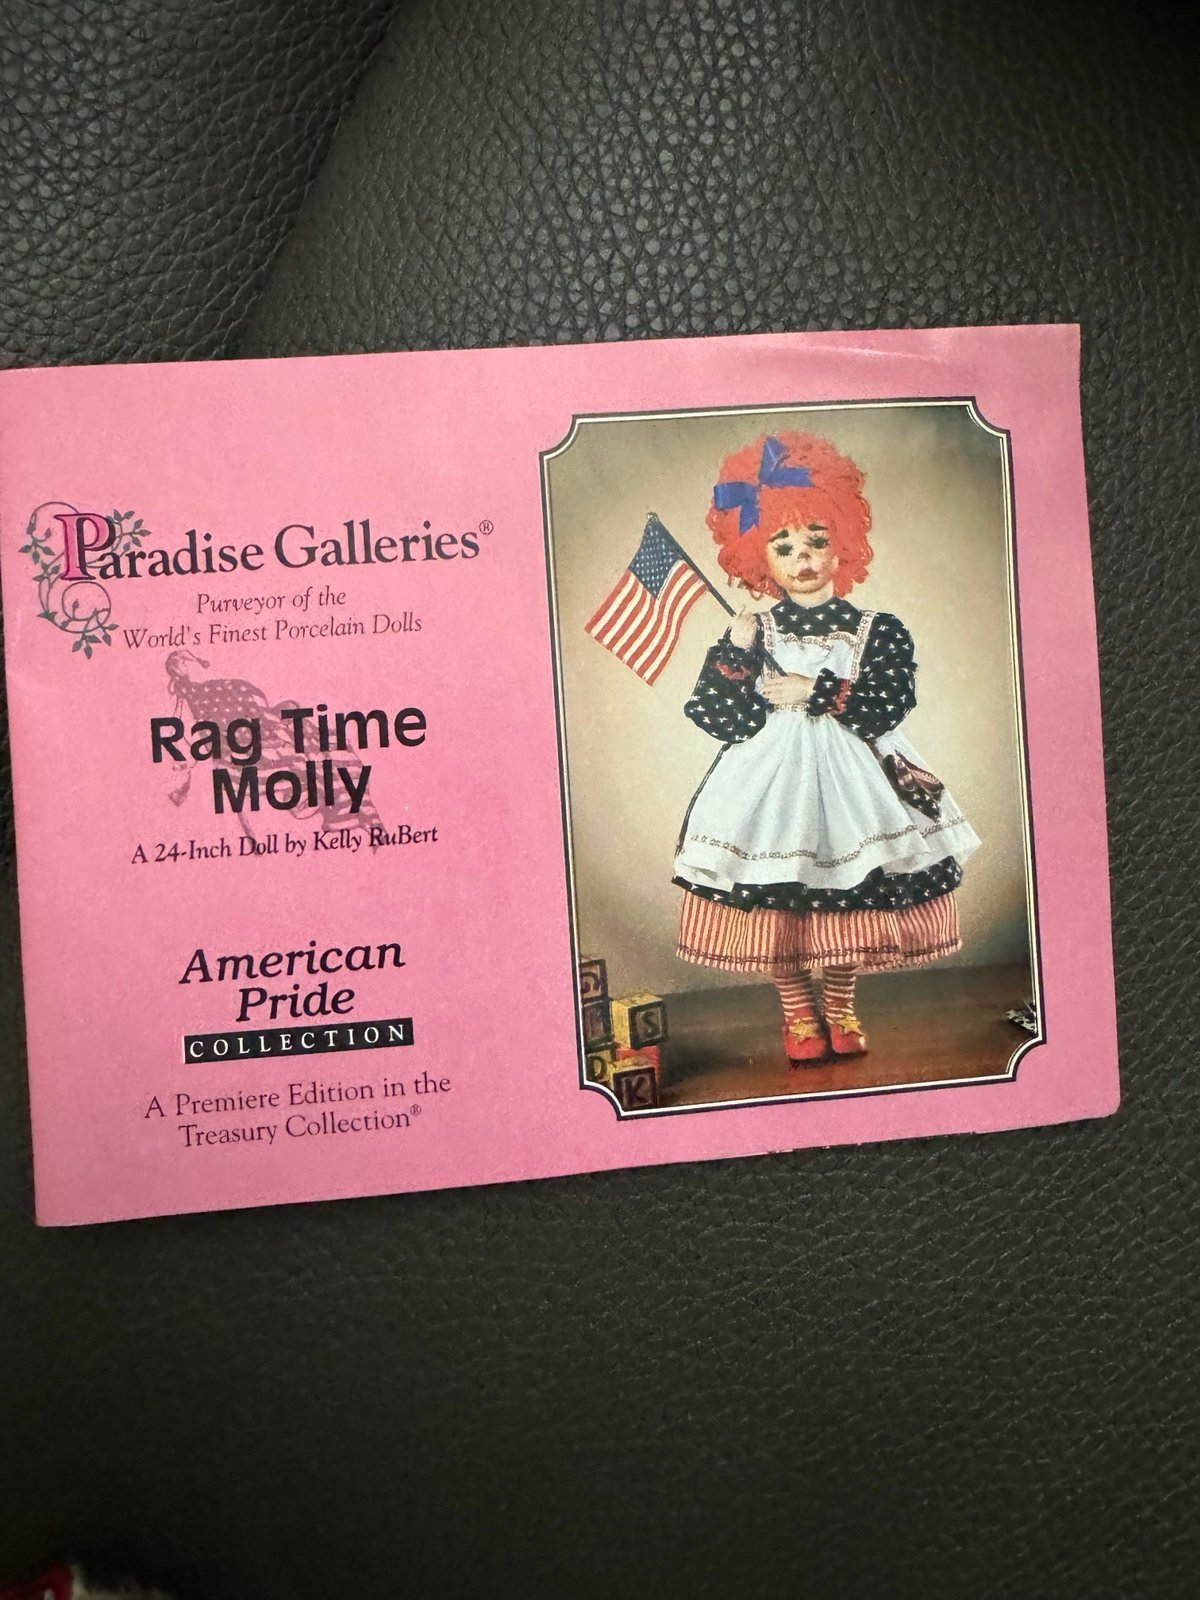 Paradise Galleries®
Purveyor of the
World's Finest Porcelain Dolls
Rag Time
Molly
A 24-Inch Doll by Kelly RuBert
American
Pride
COLLECTION
A Premiere Edition in the
Treasury Collection®
S
K